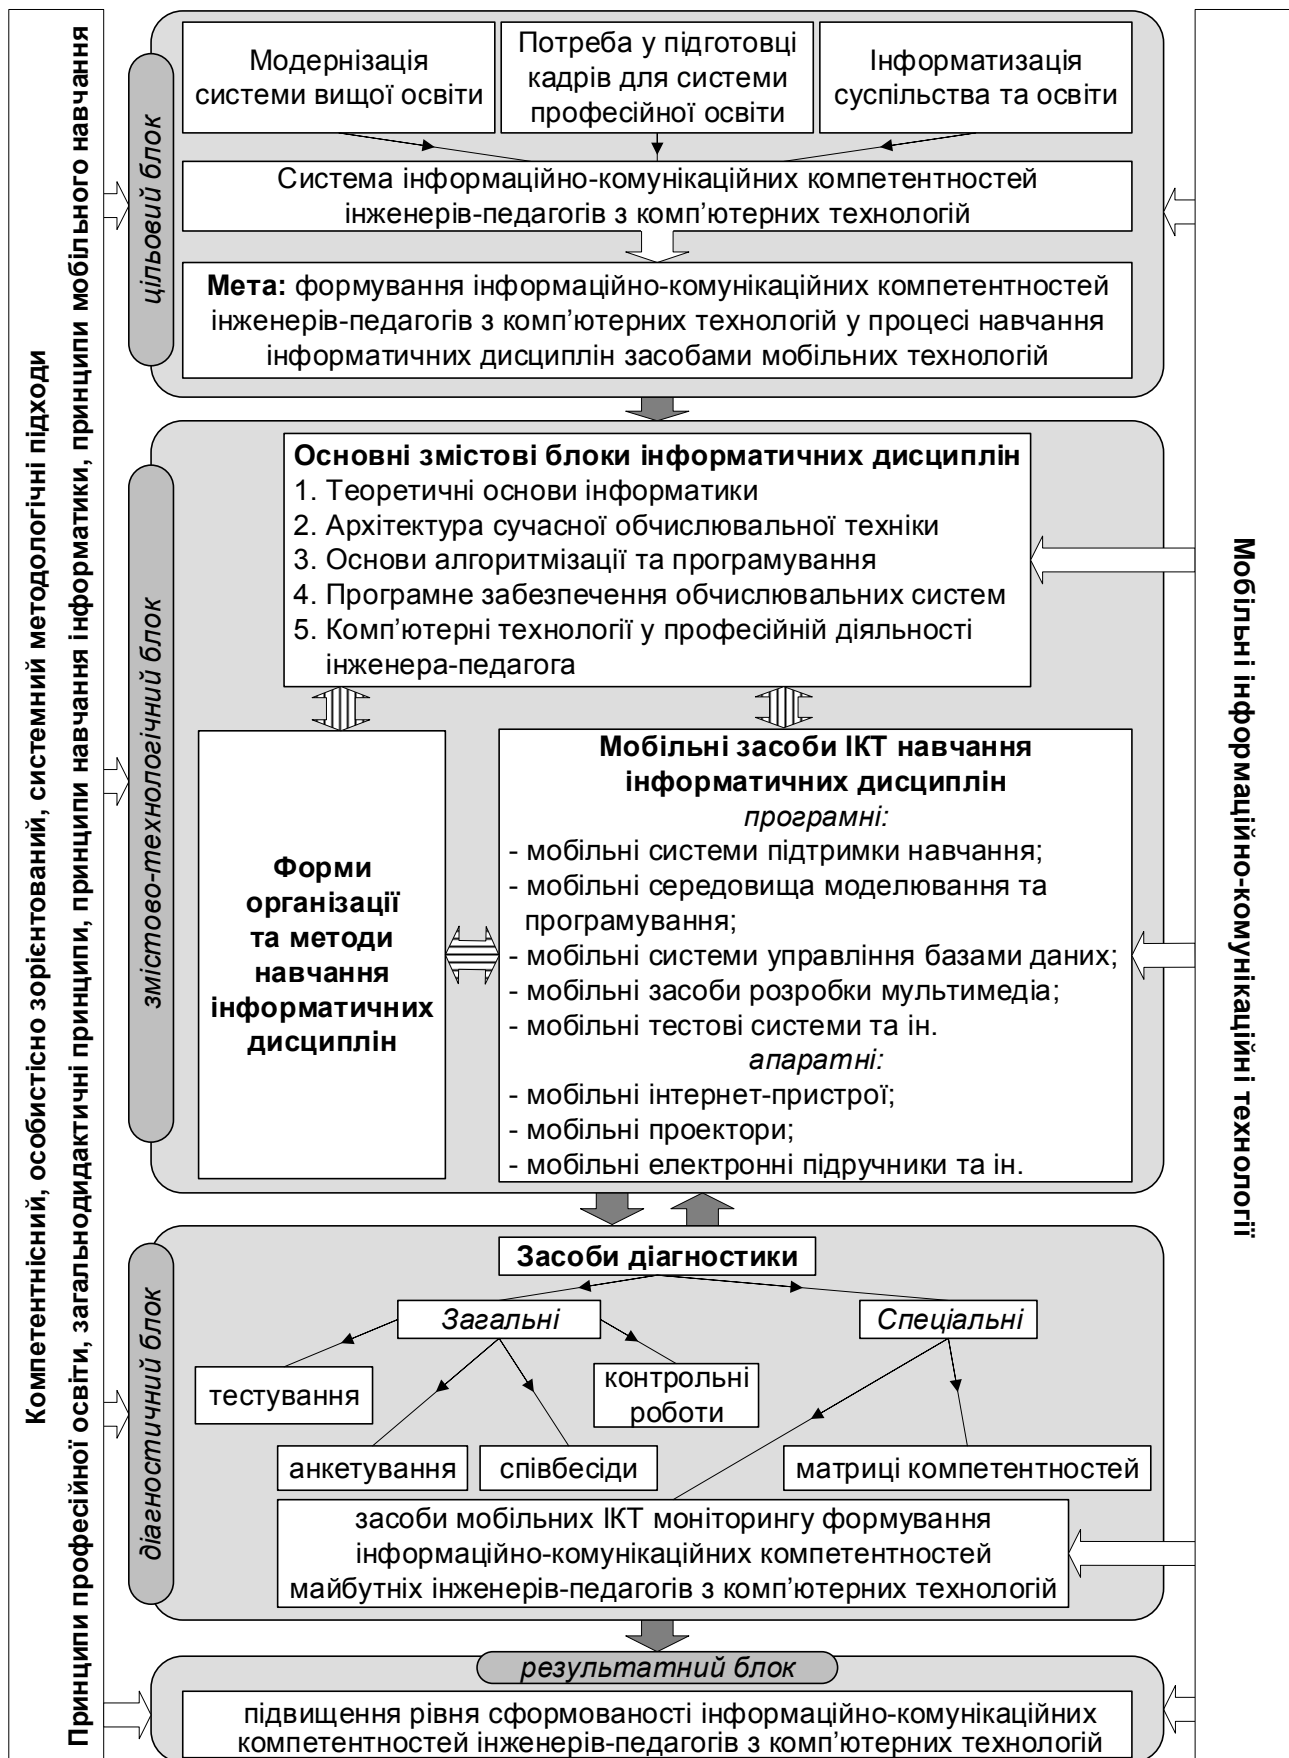 Компетентнісний, особистісно зорієнтований, системний методологічні підходи
Принципи професійної освіти, загальнодидактичні принципи, принципи навчання інформатики, принципи мобільного навчання
цільовий блок
Модернізація
системи вищої освіти
Потреба у підготовці
кадрів для системи
професійної освіти
Інформатизація
суспільства та освіти
Система інформаційно-комунікаційних компетентностей
інженерів-педагогів з комп’ютерних технологій
Мета: формування інформаційно-комунікаційних компетентностей
інженерів-педагогів з комп’ютерних технологій у процесі навчання
інформатичних дисциплін засобами мобільних технологій
змістово-технологічний блок
Основні змістові блоки інформатичних дисциплін
1. Теоретичні основи інформатики
2. Архітектура сучасної обчислювальної техніки
3. Основи алгоритмізації та програмування
4. Програмне забезпечення обчислювальних систем
5. Комп’ютерні технології у професійній діяльності
інженера-педагога
Форми
організації
та методи
навчання
інформатичних
дисциплін
Мобільні засоби ІКТ навчання
інформатичних дисциплін
програмні:
- мобільні системи підтримки навчання;
- мобільні середовища моделювання та
програмування;
- мобільні системи управління базами даних;
- мобільні засоби розробки мультимедіа;
- мобільні тестові системи та ін.
апаратні:
- мобільні інтернет-пристрої;
- мобільні проектори;
- мобільні електронні підручники та ін.
Мобільні інформаційно-комунікаційні технології
діагностичний блок
Засоби діагностики
Загальні
Спеціальні
тестування
контрольні
роботи
анкетування
співбесіди
матриці компетентностей
засоби мобільних ІКТ моніторингу формування
інформаційно-комунікаційних компетентностей
майбутніх інженерів-педагогів з комп’ютерних технологій
результатний блок
підвищення рівня сформованості інформаційно-комунікаційних
компетентностей інженерів-педагогів з комп’ютерних технологій